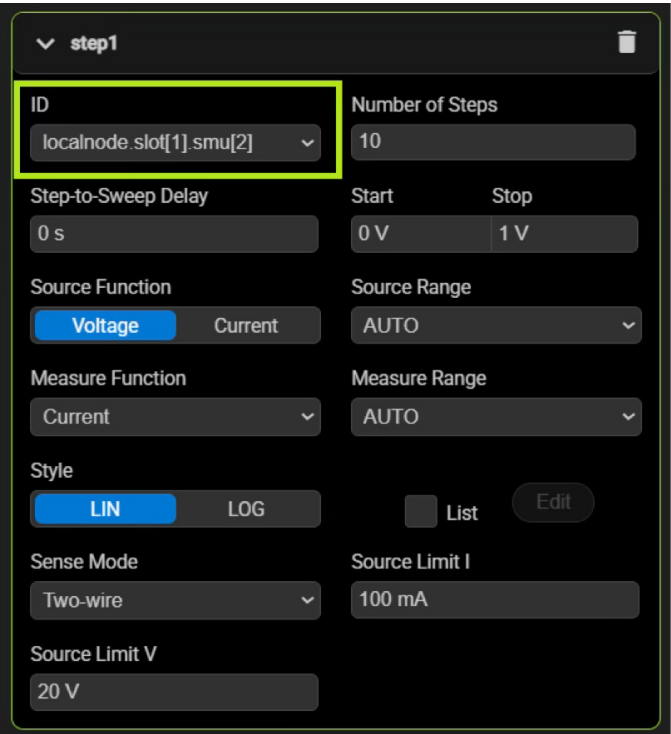 step1
ID
Number of Steps
localnode.slot[1].smu[2]
10
Step-to-Sweep Delay
Start
Stop
0 s
0 V
1 V
Source Function
Source Range
Voltage
Current
AUTO
Measure Function
Measure Range
Current
AUTO
Style
LIN
LOG
List
Edit
Sense Mode
Source Limit I
Two-wire
100 mA
Source Limit V
20 V